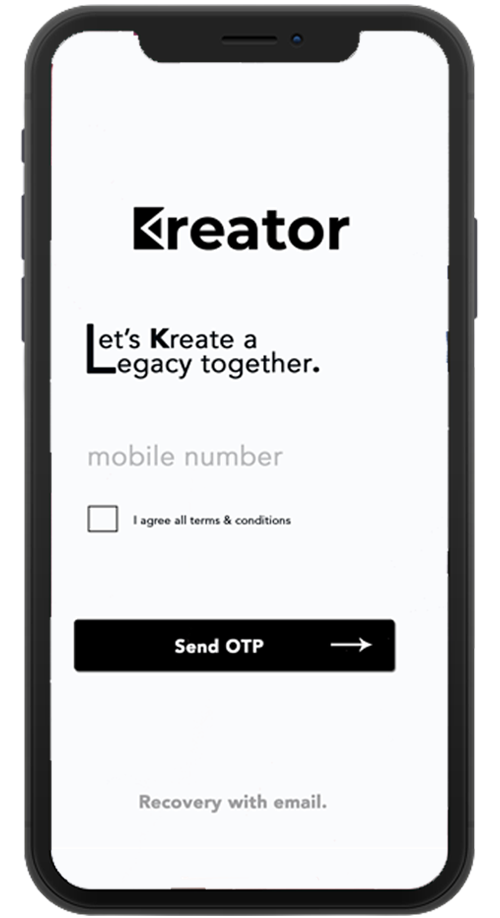 Kreator
Let's Kreate a
Legacy together.
mobile number
I agree all terms & conditions
Send OTP
Recovery with email.